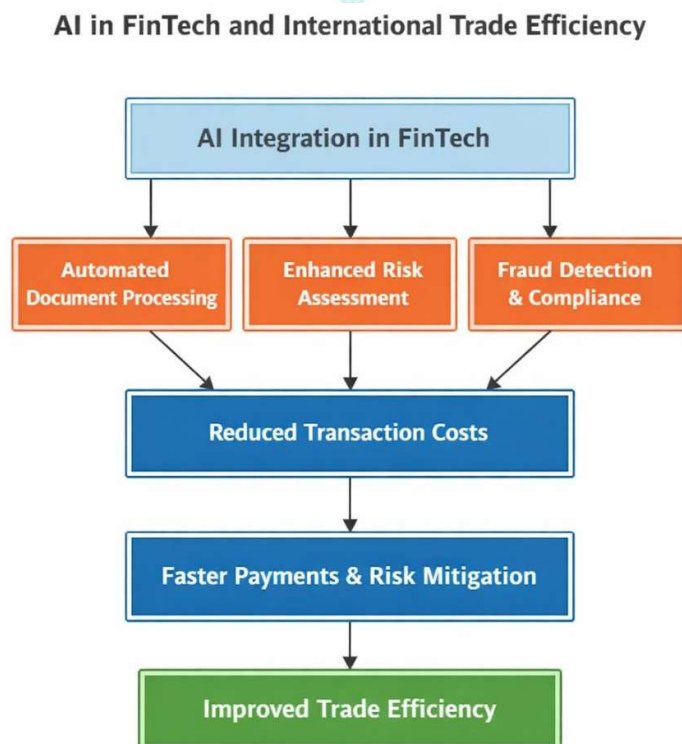 AI in FinTech and International Trade Efficiency
AI Integration in FinTech
Automated
Document Processing
Enhanced Risk
Assessment
Fraud Detection
& Compliance
Reduced Transaction Costs
Faster Payments & Risk Mitigation
Improved Trade Efficiency